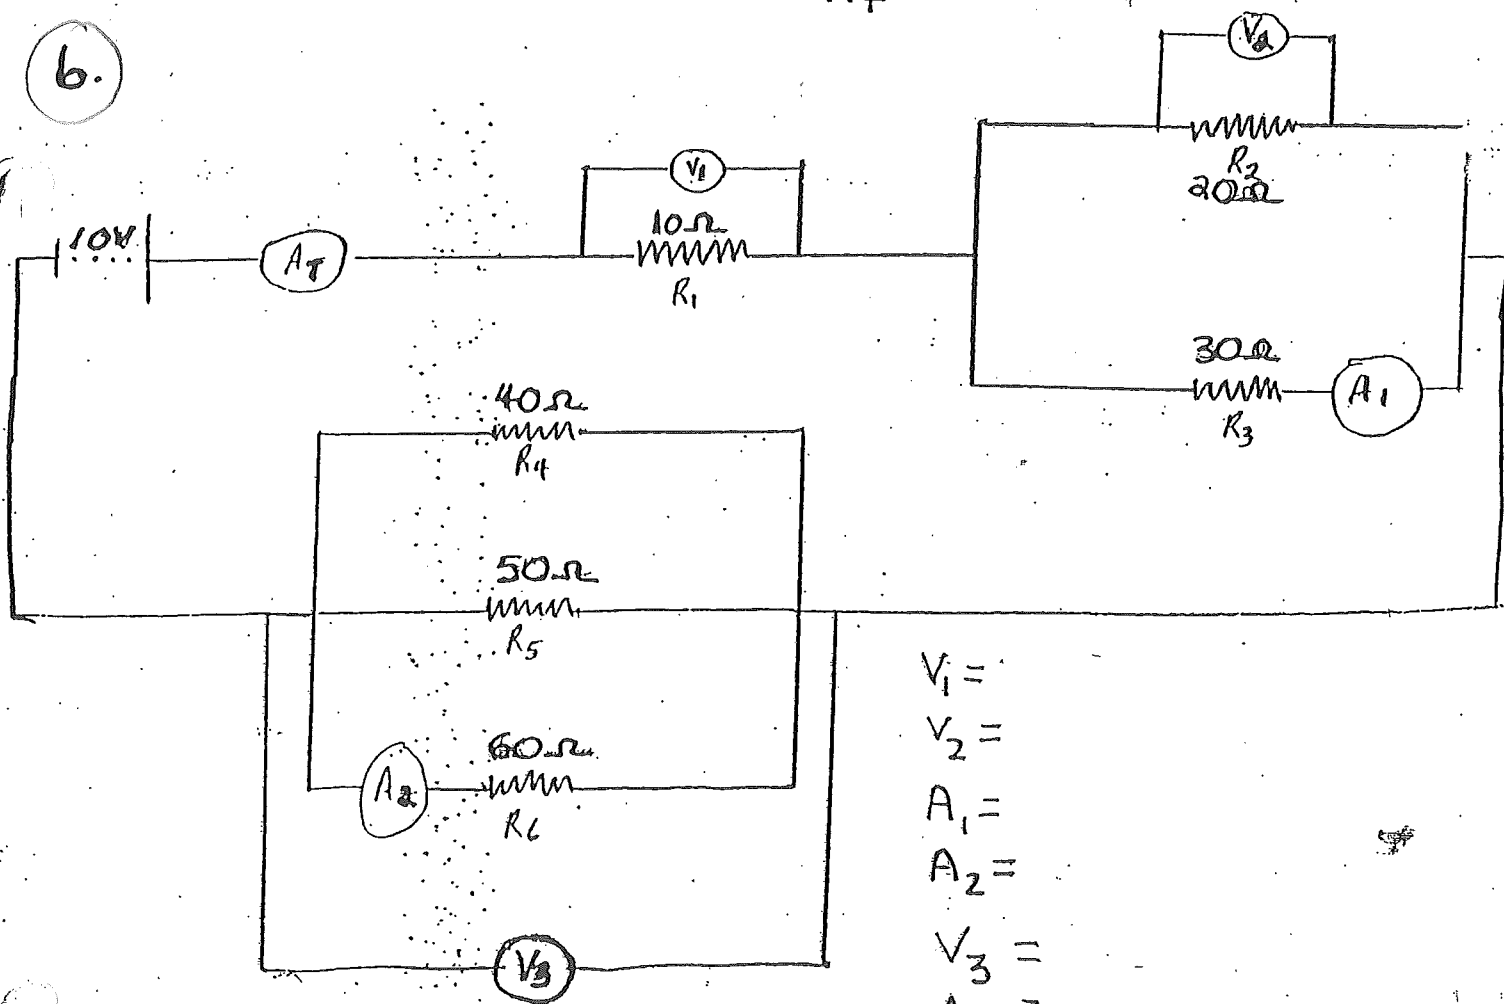 6.
V2
R2
20Ω
V1
10Ω
R1
10V
AT
30Ω
A1
R3
40Ω
R4
50Ω
R5
60Ω
A2
R6
V3
V1 =
V2 =
A1 =
A2 =
V3 =